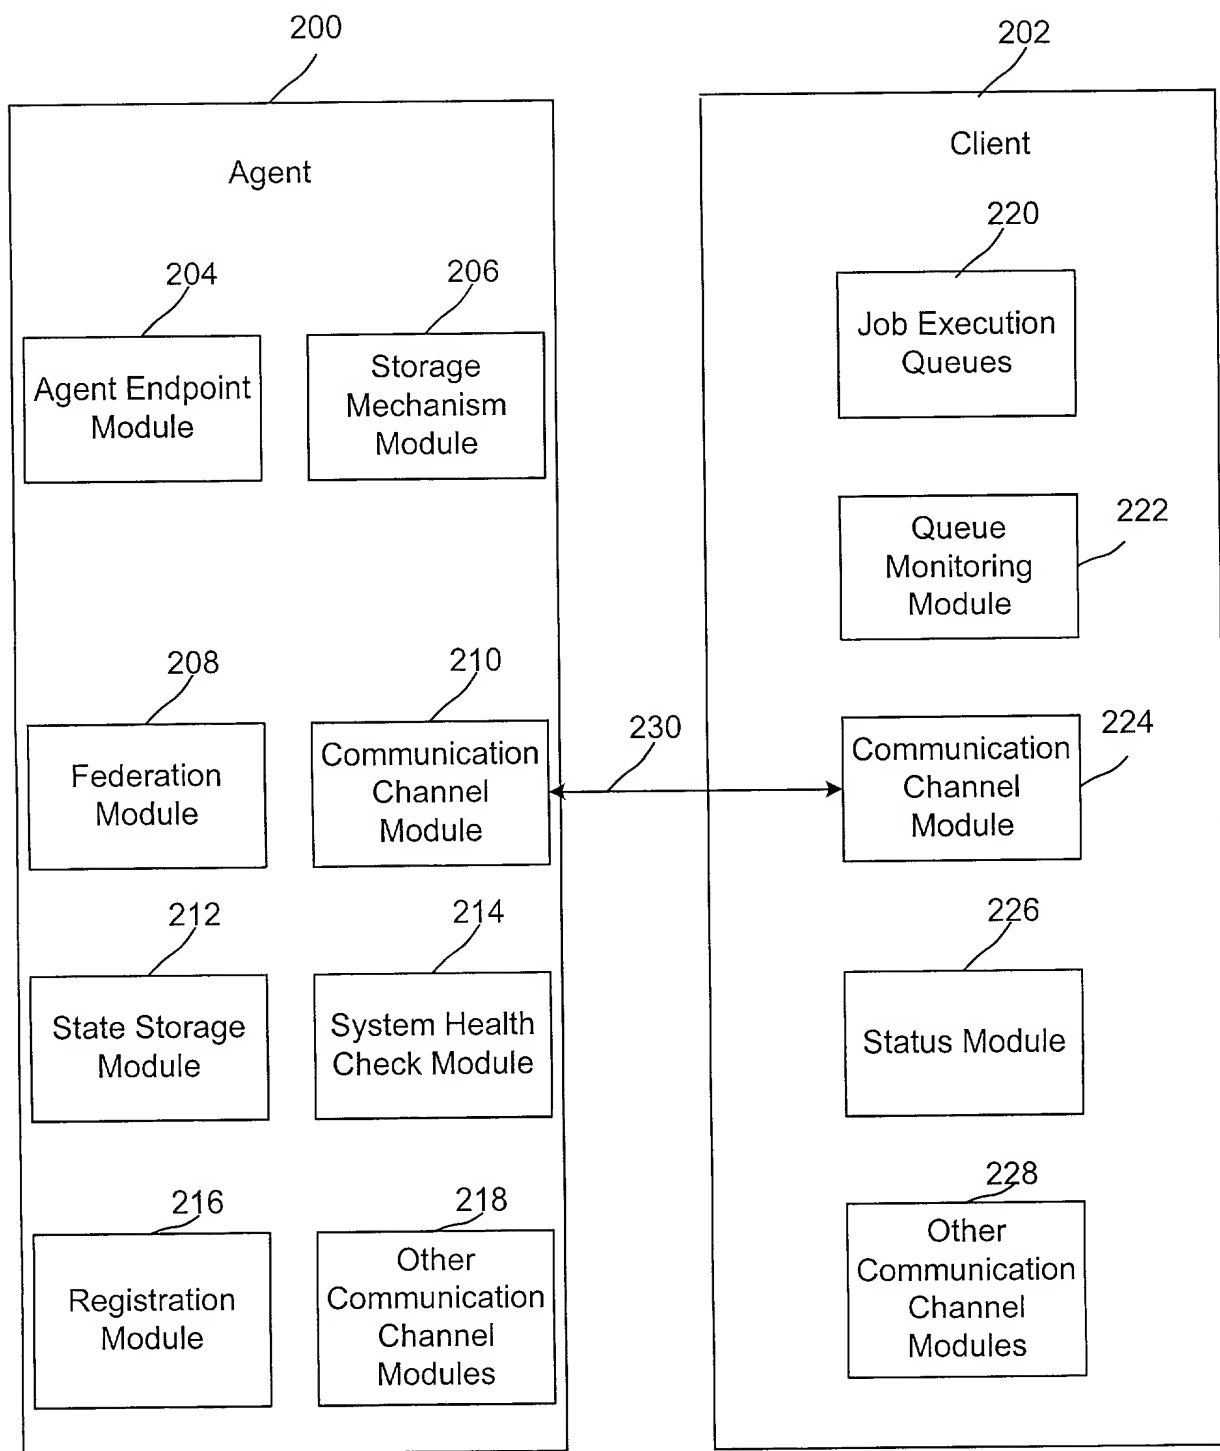 200
202
Agent
Client
204
206
220
Agent Endpoint
Module
Storage
Mechanism
Module
Job Execution
Queues
222
Queue
Monitoring
Module
208
210
230
224
Federation
Module
Communication
Channel
Module
Communication
Channel
Module
212
214
226
State Storage
Module
System Health
Check Module
Status Module
216
218
228
Registration
Module
Other
Communication
Channel
Modules
Other
Communication
Channel
Modules